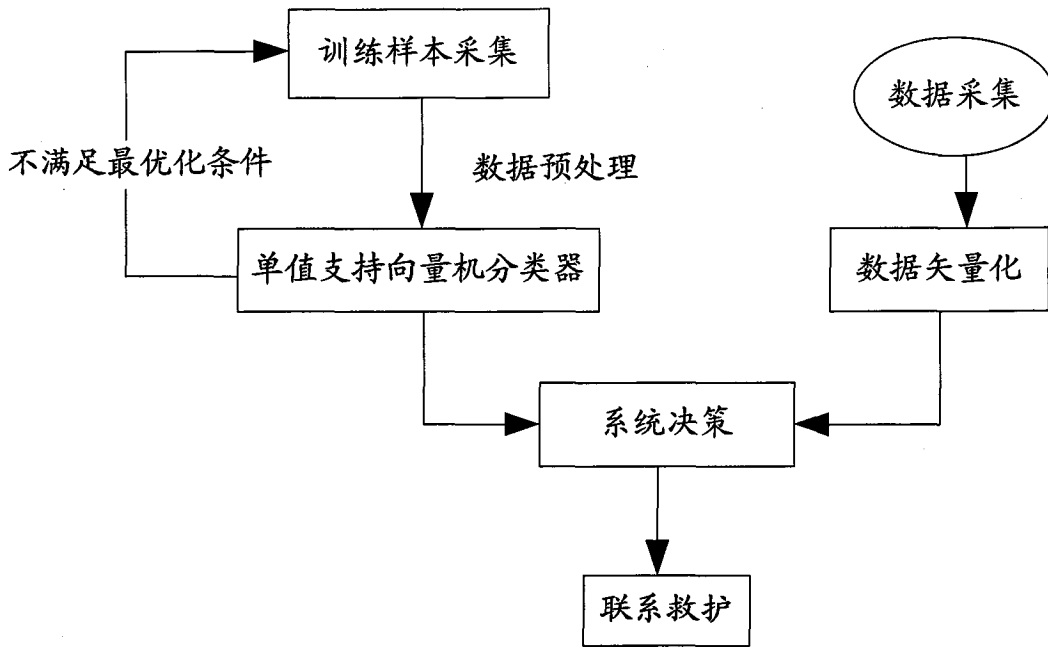 训练样本采集
数据采集
不满足最优化条件
数据预处理
单值支持向量机分类器
数据矢量化
系统决策
联系救护